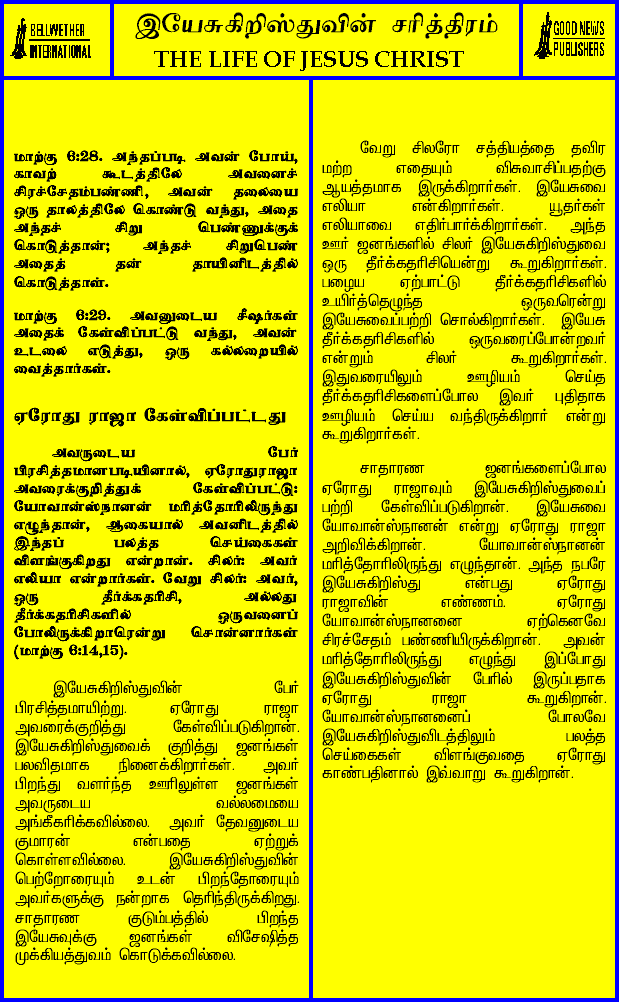 BELLWETHER
INTERNATIONAL
இயேசுகிறிஸ்துவின் சரித்திரம்
THE LIFE OF JESUS CHRIST
GOOD NEWS
PUBLISHERS
மாற்கு 6:28. அந்தப்படி அவன் போய்,
காவற் கூடத்திலே அவனைச்
சிரச்சேதம்பண்ணி, அவன் தலையை
ஒரு தாலத்திலே கொண்டு வந்து, அதை
அந்தச் சிறு பெண்ணுக்குக்
கொடுத்தான்; அந்தச் சிறுபெண்
அதைத் தன் தாயினிடத்தில்
கொடுத்தாள்.
மாற்கு 6:29. அவனுடைய சீஷர்கள்
அதைக் கேள்விப்பட்டு வந்து, அவன்
உடலை எடுத்து, ஒரு கல்லறையில்
வைத்தார்கள்.
ஏரோது ராஜா கேள்விப்பட்டது
அவருடைய பேர்
பிரசித்தமானபடியினால், ஏரோதுராஜா
அவரைக்குறித்துக் கேள்விப்பட்டு:
யோவான்ஸ்நானன் மரித்தோரிலிருந்து
எழுந்தான், ஆகையால் அவனிடத்தில்
இந்தப் பலத்த செய்கைகள்
விளங்குகிறது என்றான். சிலர்: அவர்
எலியா என்றார்கள். வேறு சிலர்: அவர்,
ஒரு தீர்க்கதரிசி, அல்லது
தீர்க்கதரிசிகளில் ஒருவனைப்
போலிருக்கிறாரென்று சொன்னார்கள்
(மாற்கு 6:14,15).
இயேசுகிறிஸ்துவின் பேர்
பிரசித்தமாயிற்று. ஏரோது ராஜா
அவரைக்குறித்து கேள்விப்படுகிறான்.
இயேசுகிறிஸ்துவைக் குறித்து ஜனங்கள்
பலவிதமாக நினைக்கிறார்கள். அவர்
பிறந்து வளர்ந்த ஊரிலுள்ள ஜனங்கள்
அவருடைய வல்லமையை
அங்கீகரிக்கவில்லை. அவர் தேவனுடைய
குமாரன் என்பதை ஏற்றுக்
கொள்ளவில்லை. இயேசுகிறிஸ்துவின்
பெற்றோரையும் உடன் பிறந்தோரையும்
அவர்களுக்கு நன்றாக தெரிந்திருக்கிறது.
சாதாரண குடும்பத்தில் பிறந்த
இயேசுவுக்கு ஜனங்கள் விசேஷித்த
முக்கியத்துவம் கொடுக்கவில்லை.
வேறு சிலரோ சத்தியத்தை தவிர
மற்ற எதையும் விசுவாசிப்பதற்கு
ஆயத்தமாக இருக்கிறார்கள். இயேசுவை
எலியா என்கிறார்கள். யூதர்கள்
எலியாவை எதிர்பார்க்கிறார்கள். அந்த
ஊர் ஜனங்களில் சிலர் இயேசுகிறிஸ்துவை
ஒரு தீர்க்கதரிசியென்று கூறுகிறார்கள்.
பழைய ஏற்பாட்டு தீர்க்கதரிசிகளில்
உயிர்த்தெழுந்த ஒருவரென்று
இயேசுவைப்பற்றி சொல்கிறார்கள். இயேசு
தீர்க்கதரிசிகளில் ஒருவரைப்போன்றவர்
என்றும் சிலர் கூறுகிறார்கள்.
இதுவரையிலும் ஊழியம் செய்த
தீர்க்கதரிசிகளைப்போல இவர் புதிதாக
ஊழியம் செய்ய வந்திருக்கிறார் என்று
கூறுகிறார்கள்.
சாதாரண ஜனங்களைப்போல
ஏரோது ராஜாவும் இயேசுகிறிஸ்துவைப்
பற்றி கேள்விப்படுகிறான். இயேசுவை
யோவான்ஸ்நானன் என்று ஏரோது ராஜா
அறிவிக்கிறான். யோவான்ஸ்நானன்
மரித்தோரிலிருந்து எழுந்தான். அந்த நபரே
இயேசுகிறிஸ்து என்பது ஏரோது
ராஜாவின் எண்ணம். ஏரோது
யோவான்ஸ்நானனை ஏற்கெனவே
சிரச்சேதம் பண்ணியிருக்கிறான். அவன்
மரித்தோரிலிருந்து எழுந்து இப்போது
இயேசுகிறிஸ்துவின் பேரில் இருப்பதாக
ஏரோது ராஜா கூறுகிறான்.
யோவான்ஸ்நானனைப் போலவே
இயேசுகிறிஸ்துவிடத்திலும் பலத்த
செய்கைகள் விளங்குவதை ஏரோது
காண்பதினால் இவ்வாறு கூறுகிறான்.